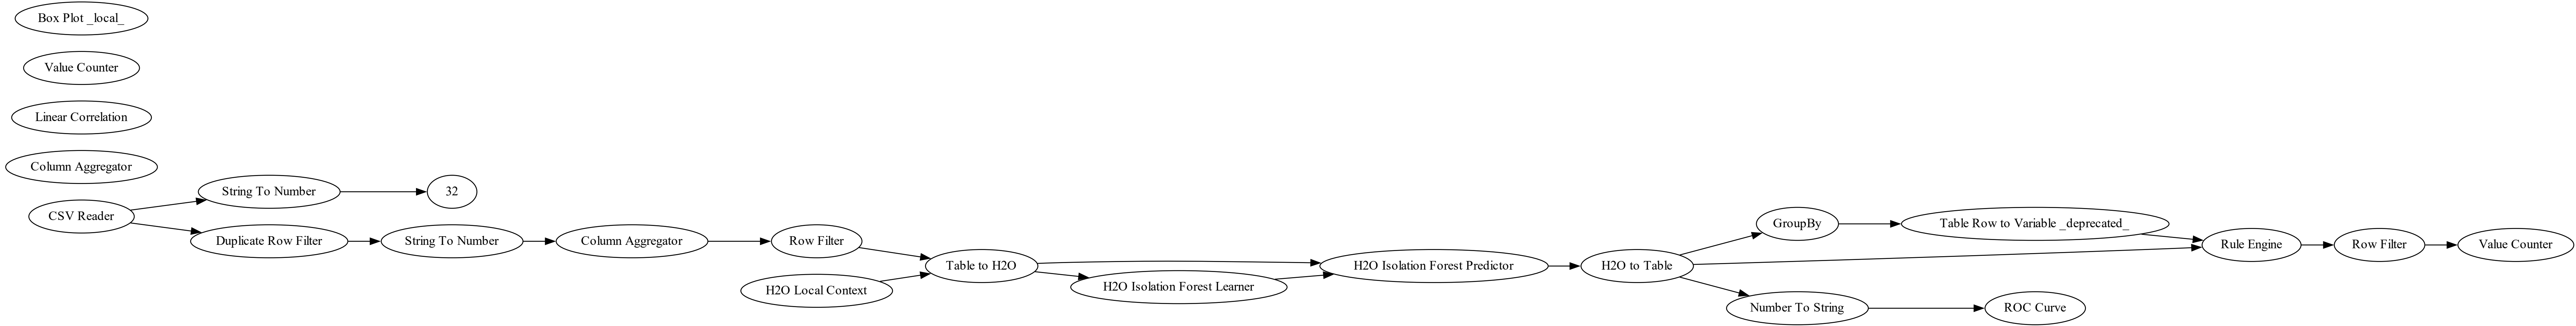 Box Plot _local_
Value Counter
Linear Correlation
Column Aggregator
CSV Reader
String To Number
32
Duplicate Row Filter
String To Number
Column Aggregator
Row Filter
H2O Local Context
Table to H2O
H2O Isolation Forest Learner
H2O Isolation Forest Predictor
H2O to Table
GroupBy
Table Row to Variable _deprecated_
Number To String
ROC Curve
Rule Engine
Row Filter
Value Counter